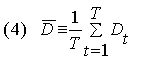 (4) D̅ ≡ 1/T Σ_{t=1}^{T} D_t